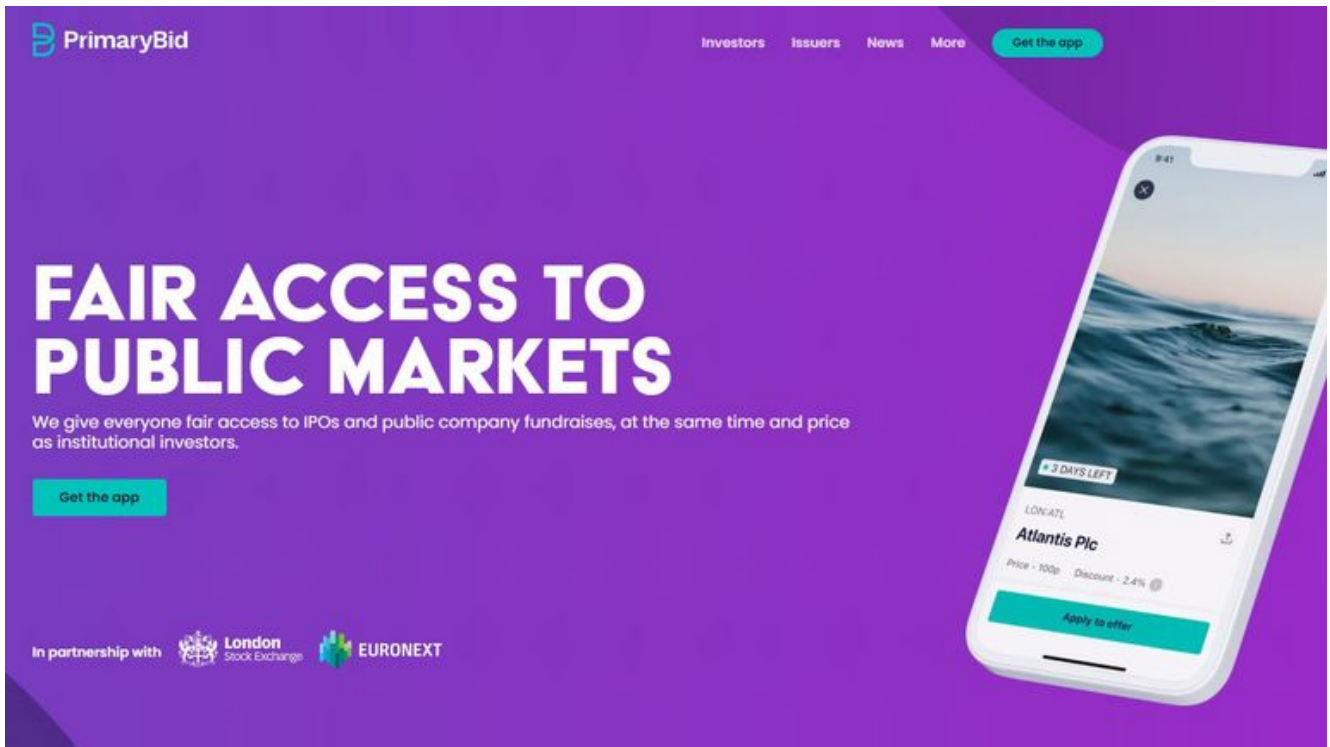 PrimaryBid
Investors Issuers News More Get the app
FAIR ACCESS TO
PUBLIC MARKETS
We give everyone fair access to IPOs and public company fundraises, at the same time and price
as institutional investors.
Get the app
In partnership with London Stock Exchange EURONEXT
9:41
3 DAYS LEFT
LON:ATL
Atlantis Plc
Price - 100p Discount - 2.4%
Apply to offer